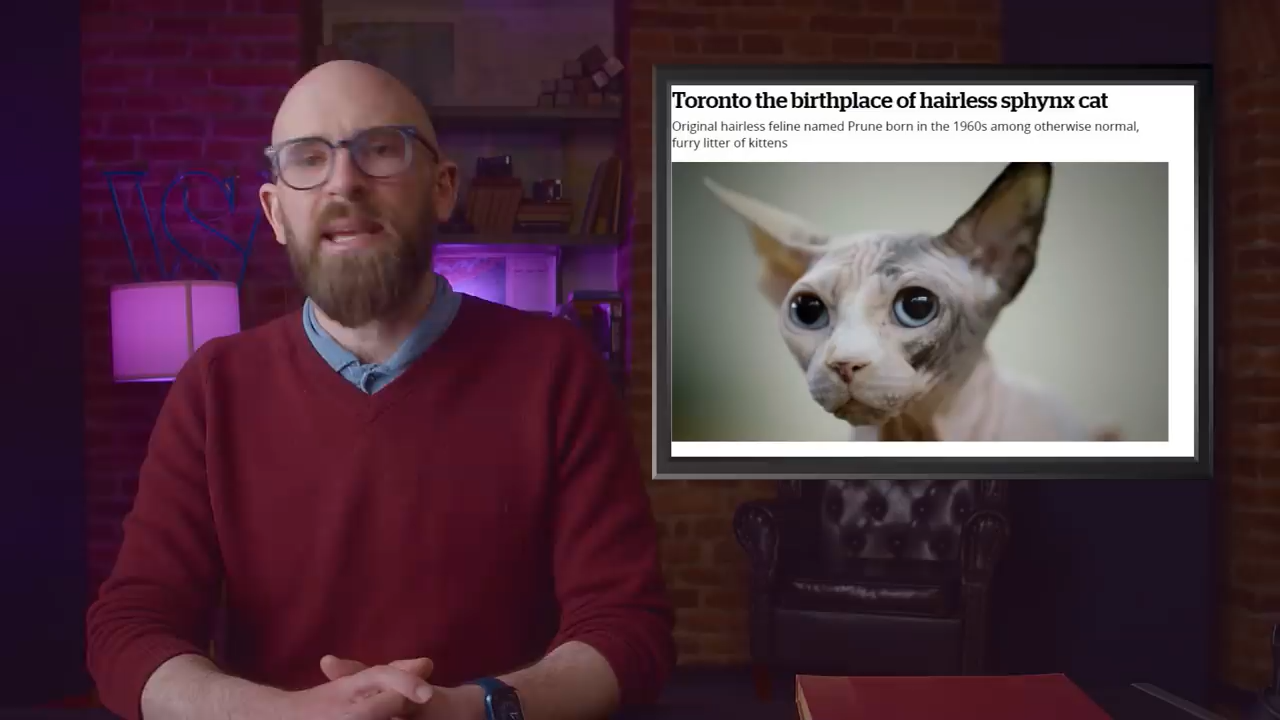 Toronto the birthplace of hairless sphynx cat
Original hairless feline named Prune born in the 1960s among otherwise normal,
furry litter of kittens